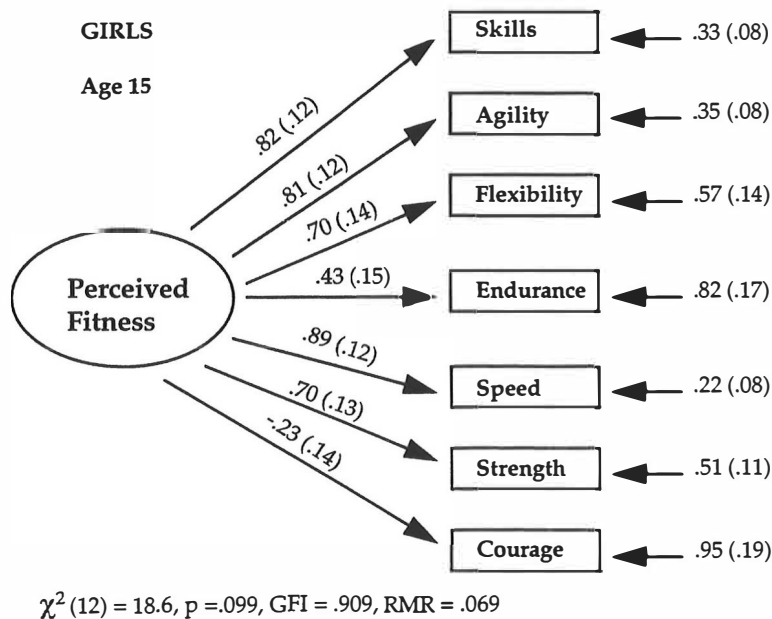 GIRLS
Age 15
Skills
.33 (.08)
.82 (.12)
Agility
.35 (.08)
.81 (.12)
Flexibility
.57 (.14)
.70 (.14)
Perceived
Fitness
.43 (.15)
Endurance
.82 (.17)
.89 (.12)
Speed
.22 (.08)
.70 (.13)
Strength
.51 (.11)
-.23 (.14)
Courage
.95 (.19)
χ² (12) = 18.6, p =.099, GFI = .909, RMR = .069